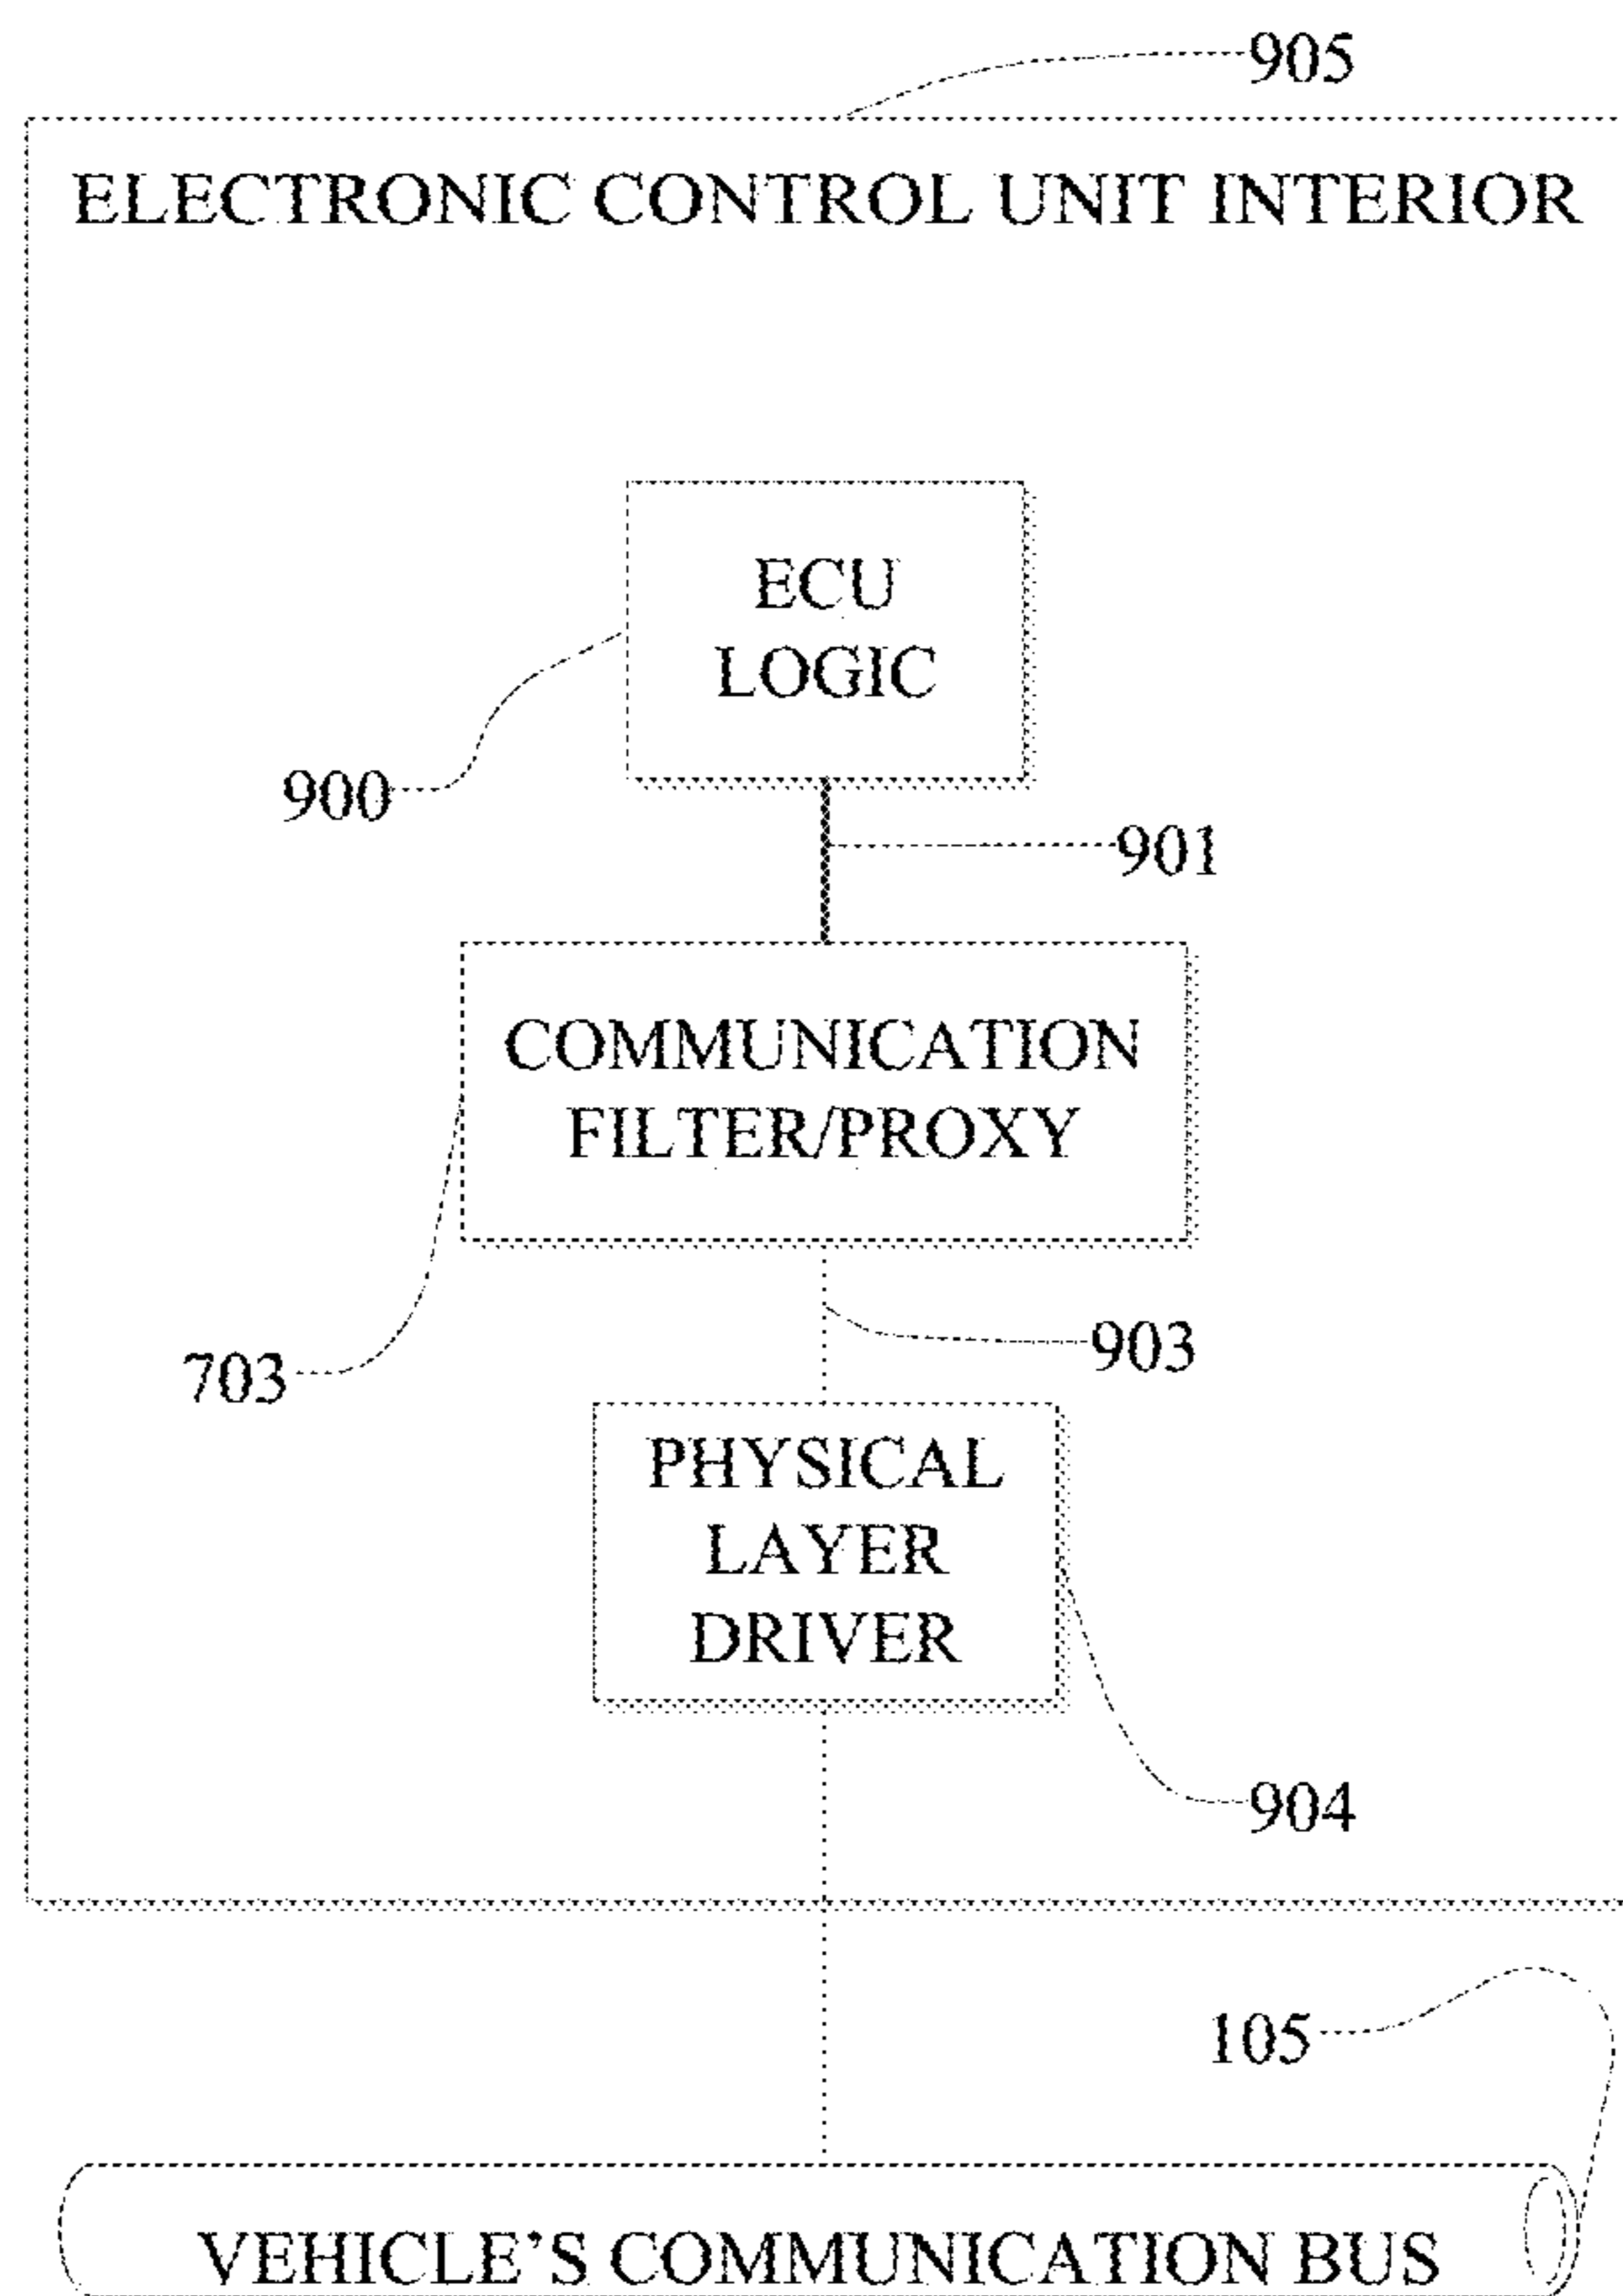 905
ELECTRONIC CONTROL UNIT INTERIOR
ECU
LOGIC
900
901
COMMUNICATION
FILTER/PROXY
903
703
PHYSICAL
LAYER
DRIVER
904
105
VEHICLE'S COMMUNICATION BUS